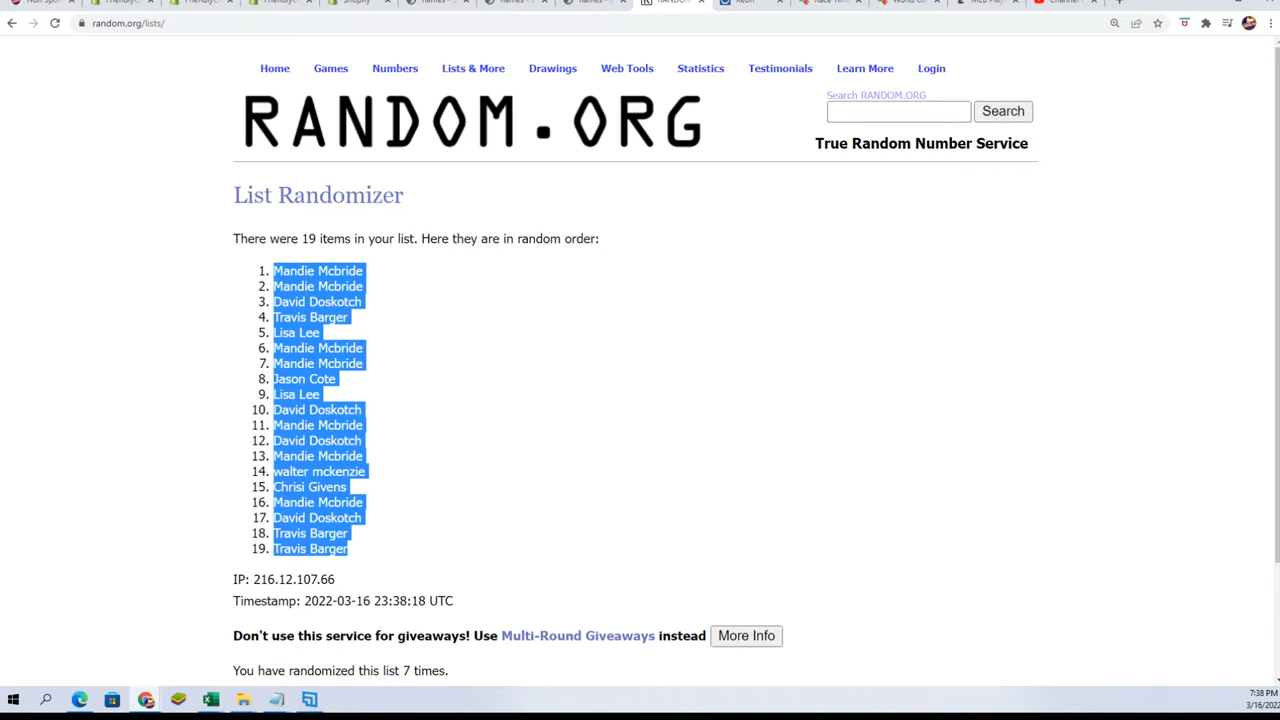 random.org/lists/
Home Games Numbers Lists & More Drawings Web Tools Statistics Testimonials Learn More Login
Search RANDOM.ORG
RANDOM.ORG
Search
True Random Number Service
List Randomizer
There were 19 items in your list. Here they are in random order:
1. Mandie Mcbride
2. Mandie Mcbride
3. David Doskotch
4. Travis Barger
5. Lisa Lee
6. Mandie Mcbride
7. Mandie Mcbride
8. Jason Cote
9. Lisa Lee
10. David Doskotch
11. Mandie Mcbride
12. David Doskotch
13. Mandie Mcbride
14. walter mckenzie
15. Chrisi Givens
16. Mandie Mcbride
17. David Doskotch
18. Travis Barger
19. Travis Barger
IP: 216.12.107.66
Timestamp: 2022-03-16 23:38:18 UTC
Don't use this service for giveaways! Use Multi-Round Giveaways instead More Info
You have randomized this list 7 times.
7:38 PM